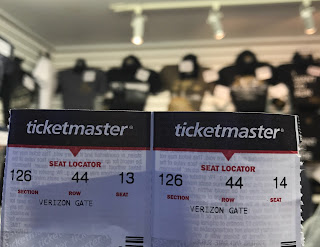 ticketmaster®
SEAT LOCATOR
126 44 13
SECTION ROW SEAT
VERIZON GATE
ticketmaster®
SEAT LOCATOR
126 44 14
SECTION ROW SEAT
VERIZON GATE